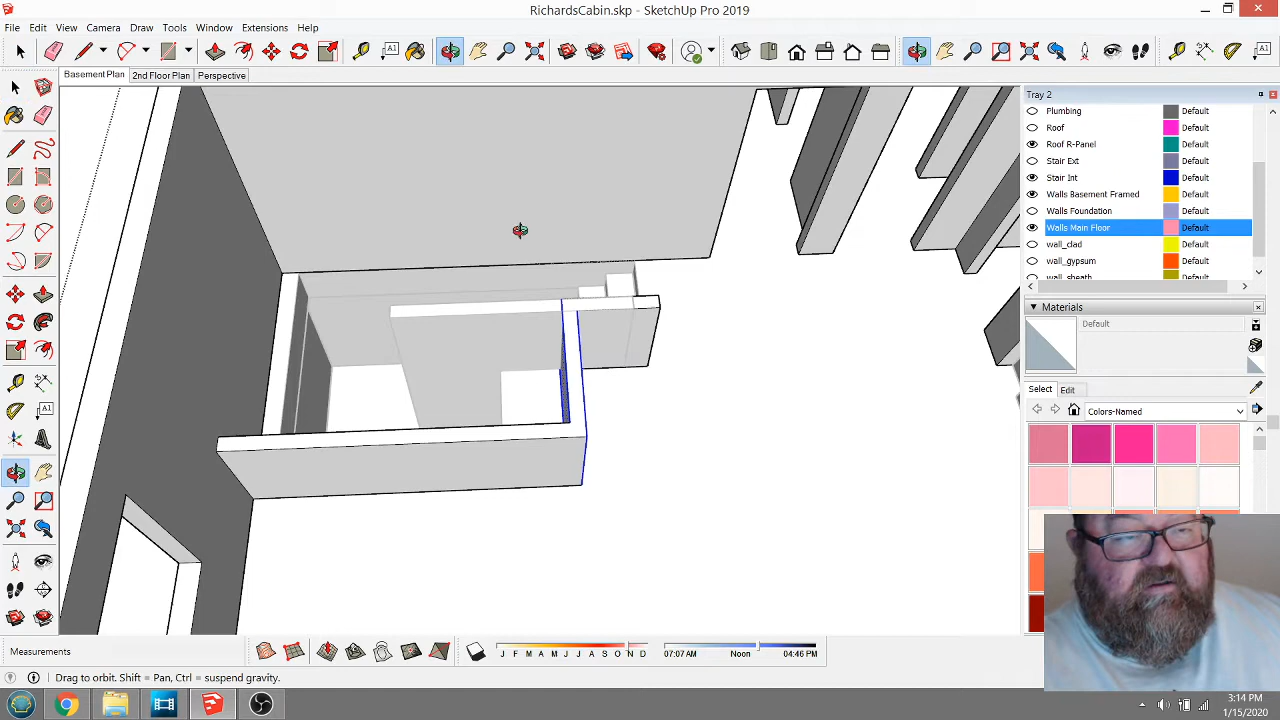 RichardsCabin.skp - SketchUp Pro 2019
File Edit View Camera Draw Tools Window Extensions Help
Basement Plan 2nd Floor Plan Perspective
Tray 2
Plumbing Default
Roof Default
Roof R-Panel Default
Stair Ext Default
Stair Int Default
Walls Basement Framed Default
Walls Foundation Default
Walls Main Floor Default
wall_clad Default
wall_gypsum Default
wall_sheath Default
Materials
Default
Select Edit
Colors-Named
Measurements
J F M A M J J A S O N D
07:07 AM Noon 04:46 PM
Drag to orbit. Shift = Pan, Ctrl = suspend gravity.
3:14 PM
1/15/2020